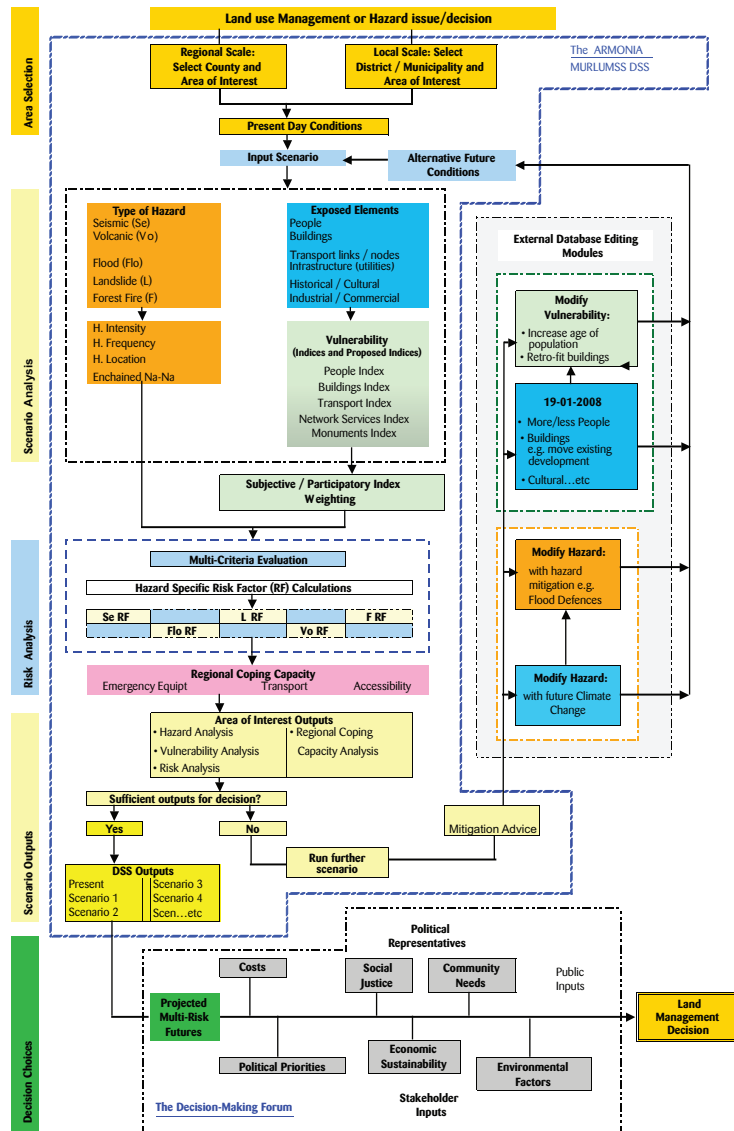 Land use Management or Hazard issue/decision
Area Selection
Regional Scale:
Select County and
Area of Interest
Local Scale: Select
District / Municipality and
Area of Interest
The ARMONIA
MURLUMSS DSS
Present Day Conditions
Input Scenario
Alternative Future
Conditions
Scenario Analysis
Type of Hazard
Seismic (Se)
Volcanic (Vo)
Flood (Flo)
Landslide (L)
Forest Fire (F)
H. Intensity
H. Frequency
H. Location
Enchained Na-Na
Exposed Elements
People
Buildings
Transport links / nodes
Infrastructure (utilities)
Historical / Cultural
Industrial / Commercial
Vulnerability
(Indices and Proposed Indices)
People Index
Buildings Index
Transport Index
Network Services Index
Monuments Index
Subjective / Participatory Index
Weighting
External Database Editing
Modules
Modify
Vulnerability:
• Increase age of
population
• Retro-fit buildings
19-01-2008
• More/less People
• Buildings
e.g. move existing
development
• Cultural...etc
Modify Hazard:
with hazard
mitigation e.g.
Flood Defences
Modify Hazard:
with future Climate
Change
Risk Analysis
Multi-Criteria Evaluation
Hazard Specific Risk Factor (RF) Calculations
Se RF
L RF
F RF
Flo RF
Vo RF
Regional Coping Capacity
Emergency Equipt
Transport
Accessibility
Scenario Outputs
Area of Interest Outputs
• Hazard Analysis
• Vulnerability Analysis
• Risk Analysis
• Regional Coping
Capacity Analysis
Sufficient outputs for decision?
Yes
No
Run further
scenario
Mitigation Advice
DSS Outputs
Present
Scenario 1
Scenario 2
Scenario 3
Scenario 4
Scen...etc
Decision Choices
Political
Representatives
Costs
Social
Justice
Community
Needs
Public
Inputs
Projected
Multi-Risk
Futures
Land
Management
Decision
Political Priorities
Economic
Sustainability
Environmental
Factors
The Decision-Making Forum
Stakeholder
Inputs